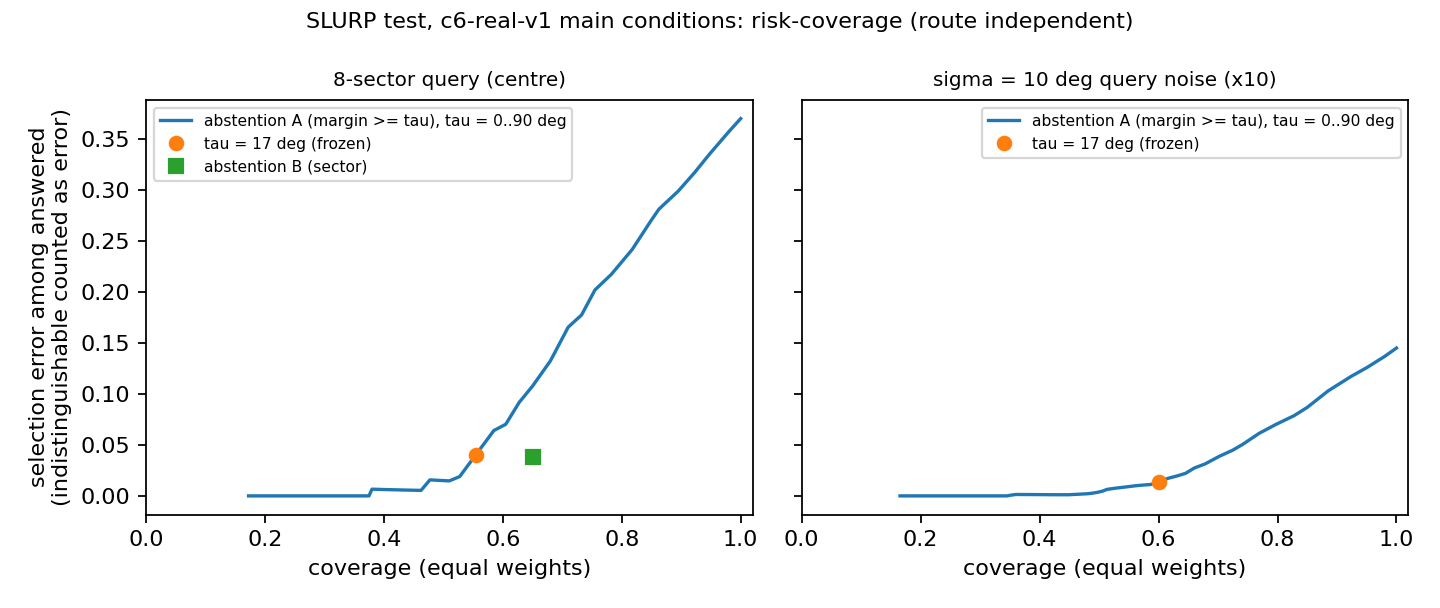 SLURP test, c6-real-v1 main conditions: risk-coverage (route independent)
8-sector query (centre)
selection error among answered
(indistinguishable counted as error)
0.35
0.30
0.25
0.20
0.15
0.10
0.05
0.00
abstention A (margin >= tau), tau = 0..90 deg
tau = 17 deg (frozen)
abstention B (sector)
0.0 0.2 0.4 0.6 0.8 1.0
coverage (equal weights)
sigma = 10 deg query noise (x10)
abstention A (margin >= tau), tau = 0..90 deg
tau = 17 deg (frozen)
0.0 0.2 0.4 0.6 0.8 1.0
coverage (equal weights)